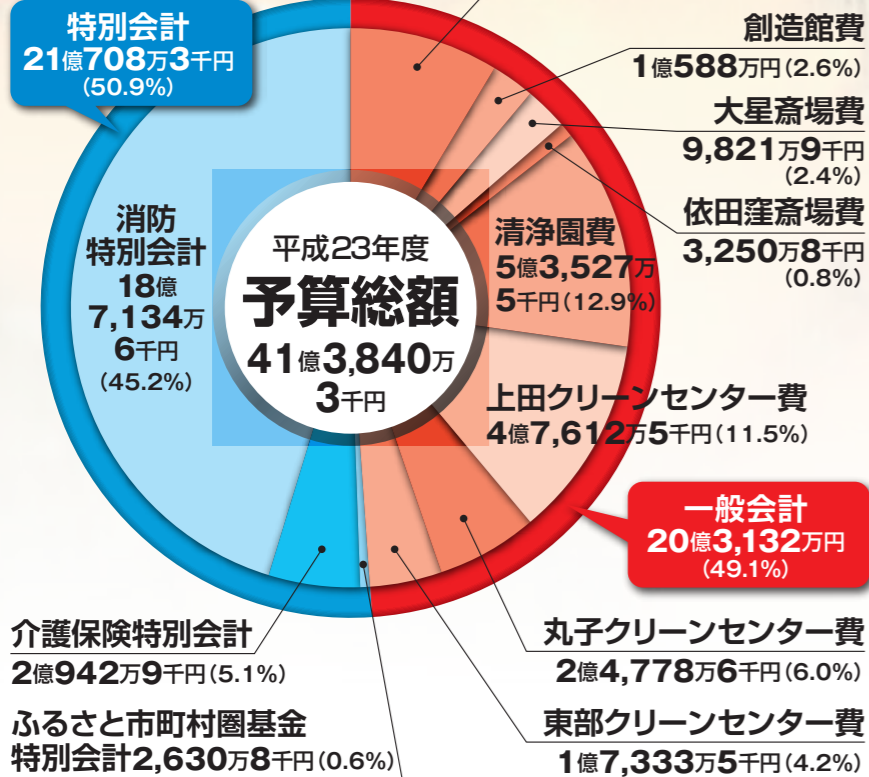 特別会計
21億708万3千円
(50.9%)
創造館費
1億588万円(2.6%)
大星斎場費
9,821万9千円
(2.4%)
依田窪斎場費
3,250万8千円
(0.8%)
清浄園費
5億3,527万
5千円(12.9%)
消防
特別会計
18億
7,134万
6千円
(45.2%)
平成23年度
予算総額
41億3,840万
3千円
上田クリーンセンター費
4億7,612万5千円(11.5%)
一般会計
20億3,132万円
(49.1%)
丸子クリーンセンター費
2億4,778万6千円(6.0%)
東部クリーンセンター費
1億7,333万5千円(4.2%)
介護保険特別会計
2億942万9千円(5.1%)
ふるさと市町村圏基金
特別会計2,630万8千円(0.6%)